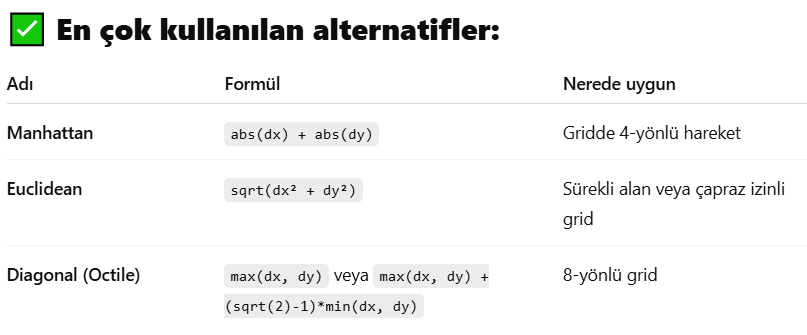 ✅ En çok kullanılan alternatifler:
Adı Formül Nerede uygun
Manhattan abs(dx) + abs(dy) Gridde 4-yönlü hareket
Euclidean sqrt(dx² + dy²) Sürekli alan veya çapraz izinli
grid
Diagonal (Octile) max(dx, dy) veya max(dx, dy) + 8-yönlü grid
(sqrt(2)-1)*min(dx, dy)